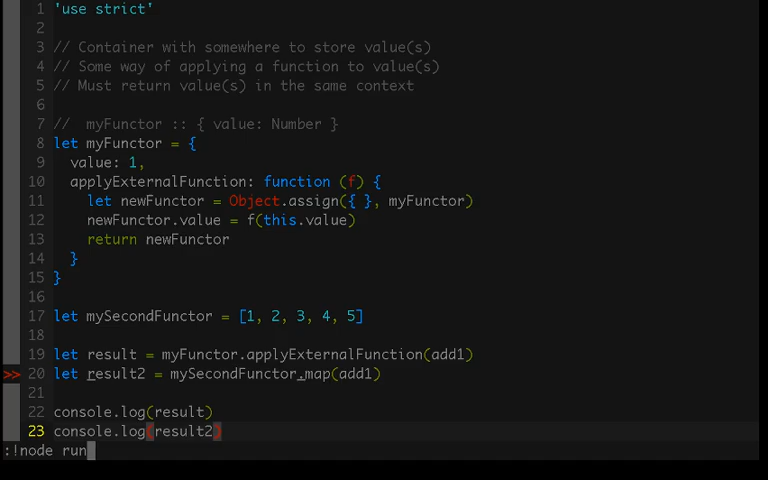 1 'use strict'
2
3 // Container with somewhere to store value(s)
4 // Some way of applying a function to value(s)
5 // Must return value(s) in the same context
6
7 //  myFunctor :: { value: Number }
8 let myFunctor = {
9   value: 1,
10   applyExternalFunction: function (f) {
11     let newFunctor = Object.assign({ }, myFunctor)
12     newFunctor.value = f(this.value)
13     return newFunctor
14   }
15 }
16
17 let mySecondFunctor = [1, 2, 3, 4, 5]
18
19 let result = myFunctor.applyExternalFunction(add1)
>> 20 let result2 = mySecondFunctor.map(add1)
21
22 console.log(result)
23 console.log(result2)
:!node run